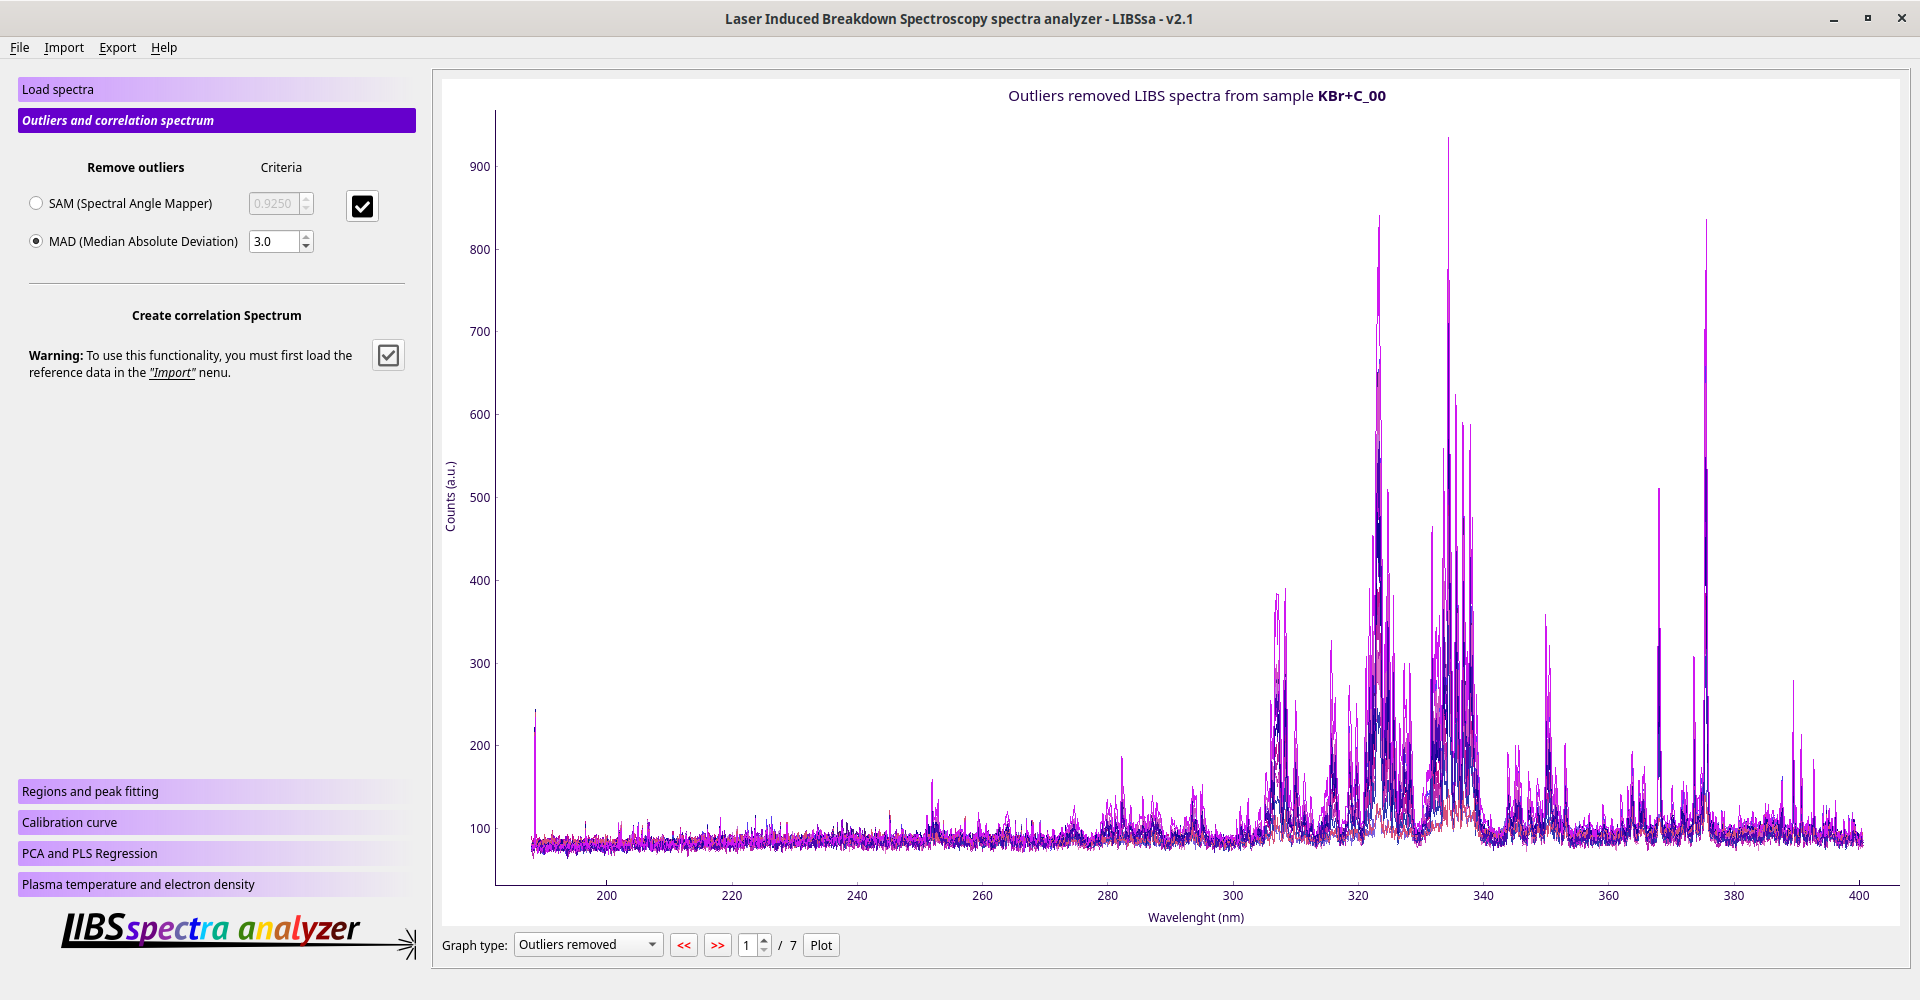 Laser Induced Breakdown Spectroscopy spectra analyzer - LIBSsa - v2.1
File Import Export Help
Load spectra
Outliers and correlation spectrum
Remove outliers Criteria
SAM (Spectral Angle Mapper) 0.9250
MAD (Median Absolute Deviation) 3.0
Create correlation Spectrum
Warning: To use this functionality, you must first load the
reference data in the "Import" nenu.
Regions and peak fitting
Calibration curve
PCA and PLS Regression
Plasma temperature and electron density
LIBS spectra analyzer
Outliers removed LIBS spectra from sample KBr+C_00
Counts (a.u.)
900
800
700
600
500
400
300
200
100
200 220 240 260 280 300 320 340 360 380 400
Wavelenght (nm)
Graph type: Outliers removed << >> 1 / 7 Plot